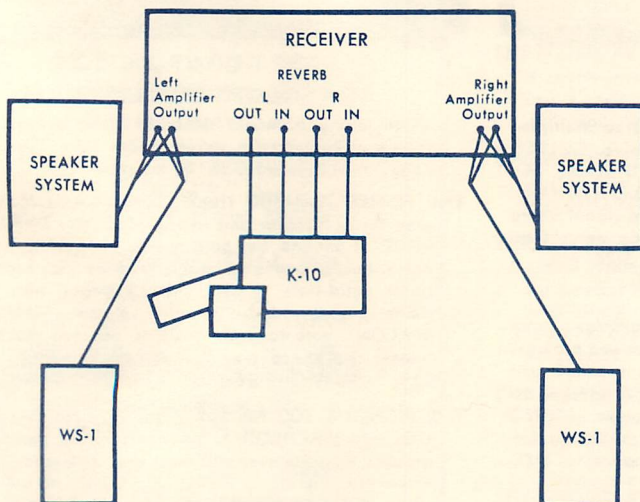 RECEIVER
REVERB
Left
Amplifier
Output
L R
OUT IN OUT IN
Right
Amplifier
Output
SPEAKER
SYSTEM
SPEAKER
SYSTEM
K-10
WS-1
WS-1